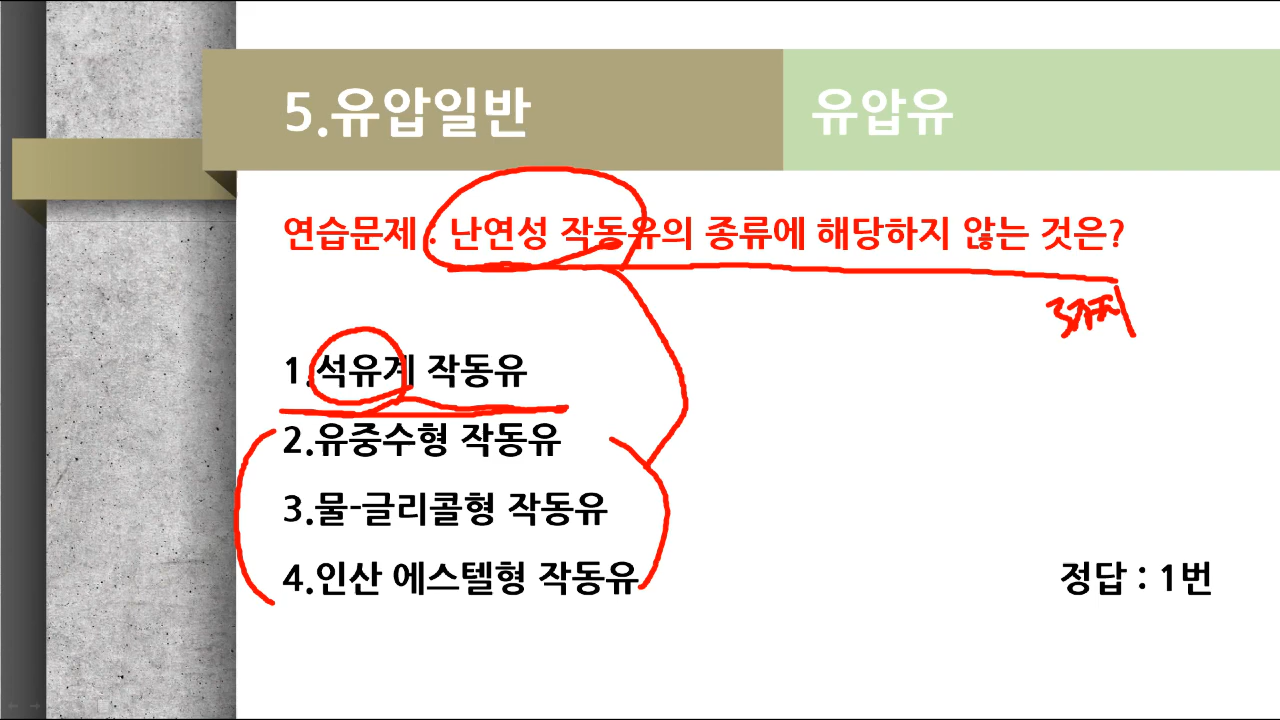 5.유압일반
유압유
연습문제 : 난연성 작동유의 종류에 해당하지 않는 것은?
3가지
1.석유계 작동유
2.유중수형 작동유
3.물-글리콜형 작동유
4.인산 에스텔형 작동유
정답 : 1번